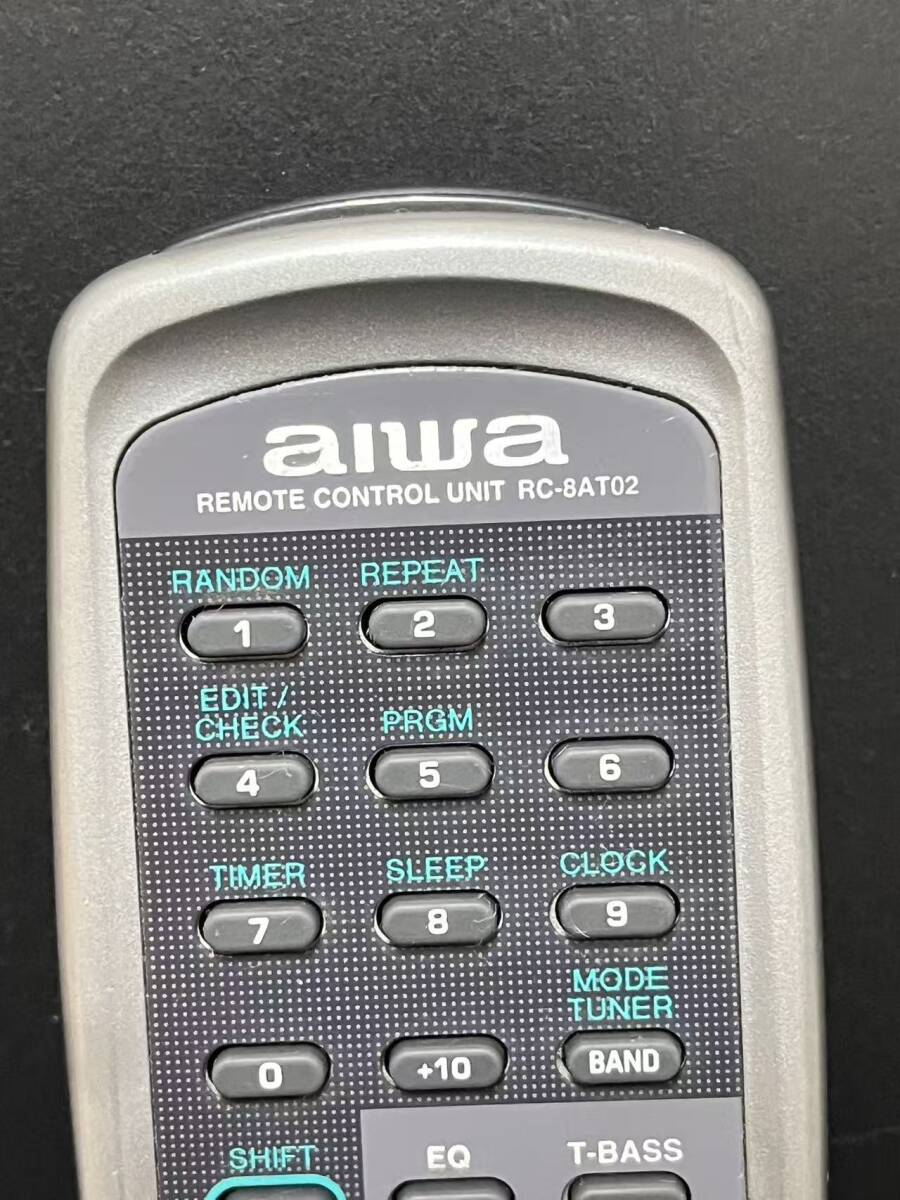 aiwa
REMOTE CONTROL UNIT RC-8AT02
RANDOM REPEAT
1 2 3
EDIT/
CHECK PRGM
4 5 6
TIMER SLEEP CLOCK
7 8 9
MODE
TUNER
0 +10 BAND
SHIFT EQ T-BASS